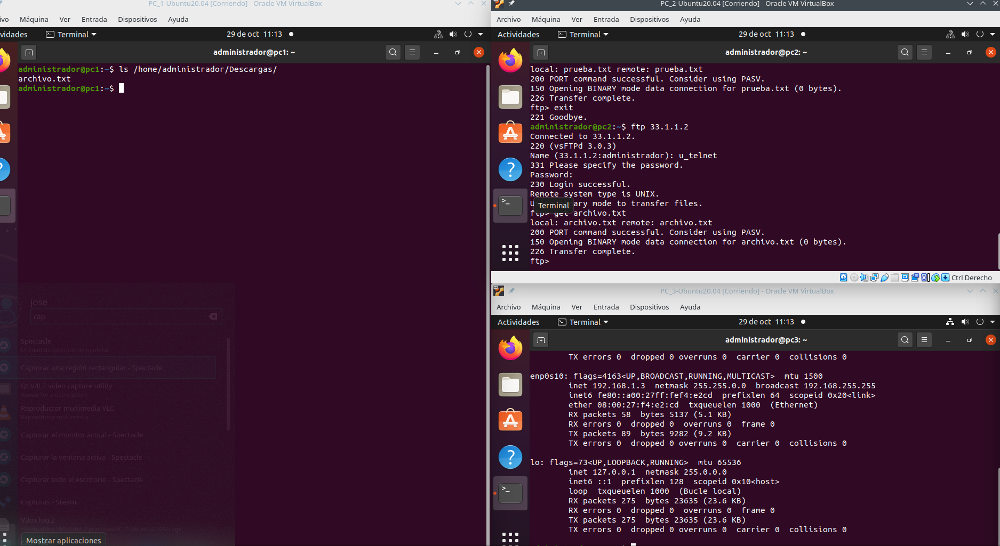 PC_1-Ubuntu20.04 [Corriendo] - Oracle VM VirtualBox
Máquina Ver Entrada Dispositivos Ayuda
Terminal
29 de oct 11:13
administrador@pc1: ~
administrador@pc1:~$ ls /home/administrador/Descargas/
archivo.txt
administrador@pc1:~$
jose
cap
Spectacle
Utilidad de capturas de pantalla
Capturar una región rectangular - Spectacle
Qt V4L2 video capture utility
Viewer for video capture
Reproductor multimedia VLC
Reproductor multimedia
Capturar el monitor actual - Spectacle
Capturar la ventana activa - Spectacle
Capturar todo el escritorio - Spectacle
Capturas - Steam
VBox.log.2
Mostrar aplicaciones
PC_2-Ubuntu20.04 [Corriendo] - Oracle VM VirtualBox
Archivo Máquina Ver Entrada Dispositivos Ayuda
Actividades Terminal
29 de oct 11:13
administrador@pc2: ~
local: prueba.txt remote: prueba.txt
200 PORT command successful. Consider using PASV.
150 Opening BINARY mode data connection for prueba.txt (0 bytes).
226 Transfer complete.
ftp> exit
221 Goodbye.
administrador@pc2:~$ ftp 33.1.1.2
Connected to 33.1.1.2.
220 (vsFTPd 3.0.3)
Name (33.1.1.2:administrador): u_telnet
331 Please specify the password.
Password:
230 Login successful.
Remote system type is UNIX.
mode to transfer files.
Terminal
ftp> get archivo.txt
local: archivo.txt remote: archivo.txt
200 PORT command successful. Consider using PASV.
150 Opening BINARY mode data connection for archivo.txt (0 bytes).
226 Transfer complete.
ftp>
Ctrl Derecho
PC_3-Ubuntu20.04 [Corriendo] - Oracle VM VirtualBox
Archivo Máquina Ver Entrada Dispositivos Ayuda
Actividades Terminal
29 de oct 11:13
administrador@pc3: ~
TX errors 0 dropped 0 overruns 0 carrier 0 collisions 0
enp0s10: flags=4163<UP,BROADCAST,RUNNING,MULTICAST> mtu 1500
inet 192.168.1.3 netmask 255.255.0.0 broadcast 192.168.255.255
inet6 fe80::a00:27ff:fef4:e2cd prefixlen 64 scopeid 0x20<link>
ether 08:00:27:f4:e2:cd txqueuelen 1000 (Ethernet)
RX packets 58 bytes 5137 (5.1 KB)
RX errors 0 dropped 0 overruns 0 frame 0
TX packets 89 bytes 9282 (9.2 KB)
TX errors 0 dropped 0 overruns 0 carrier 0 collisions 0
lo: flags=73<UP,LOOPBACK,RUNNING> mtu 65536
inet 127.0.0.1 netmask 255.0.0.0
inet6 ::1 prefixlen 128 scopeid 0x10<host>
loop txqueuelen 1000 (Bucle local)
RX packets 275 bytes 23635 (23.6 KB)
RX errors 0 dropped 0 overruns 0 frame 0
TX packets 275 bytes 23635 (23.6 KB)
TX errors 0 dropped 0 overruns 0 carrier 0 collisions 0